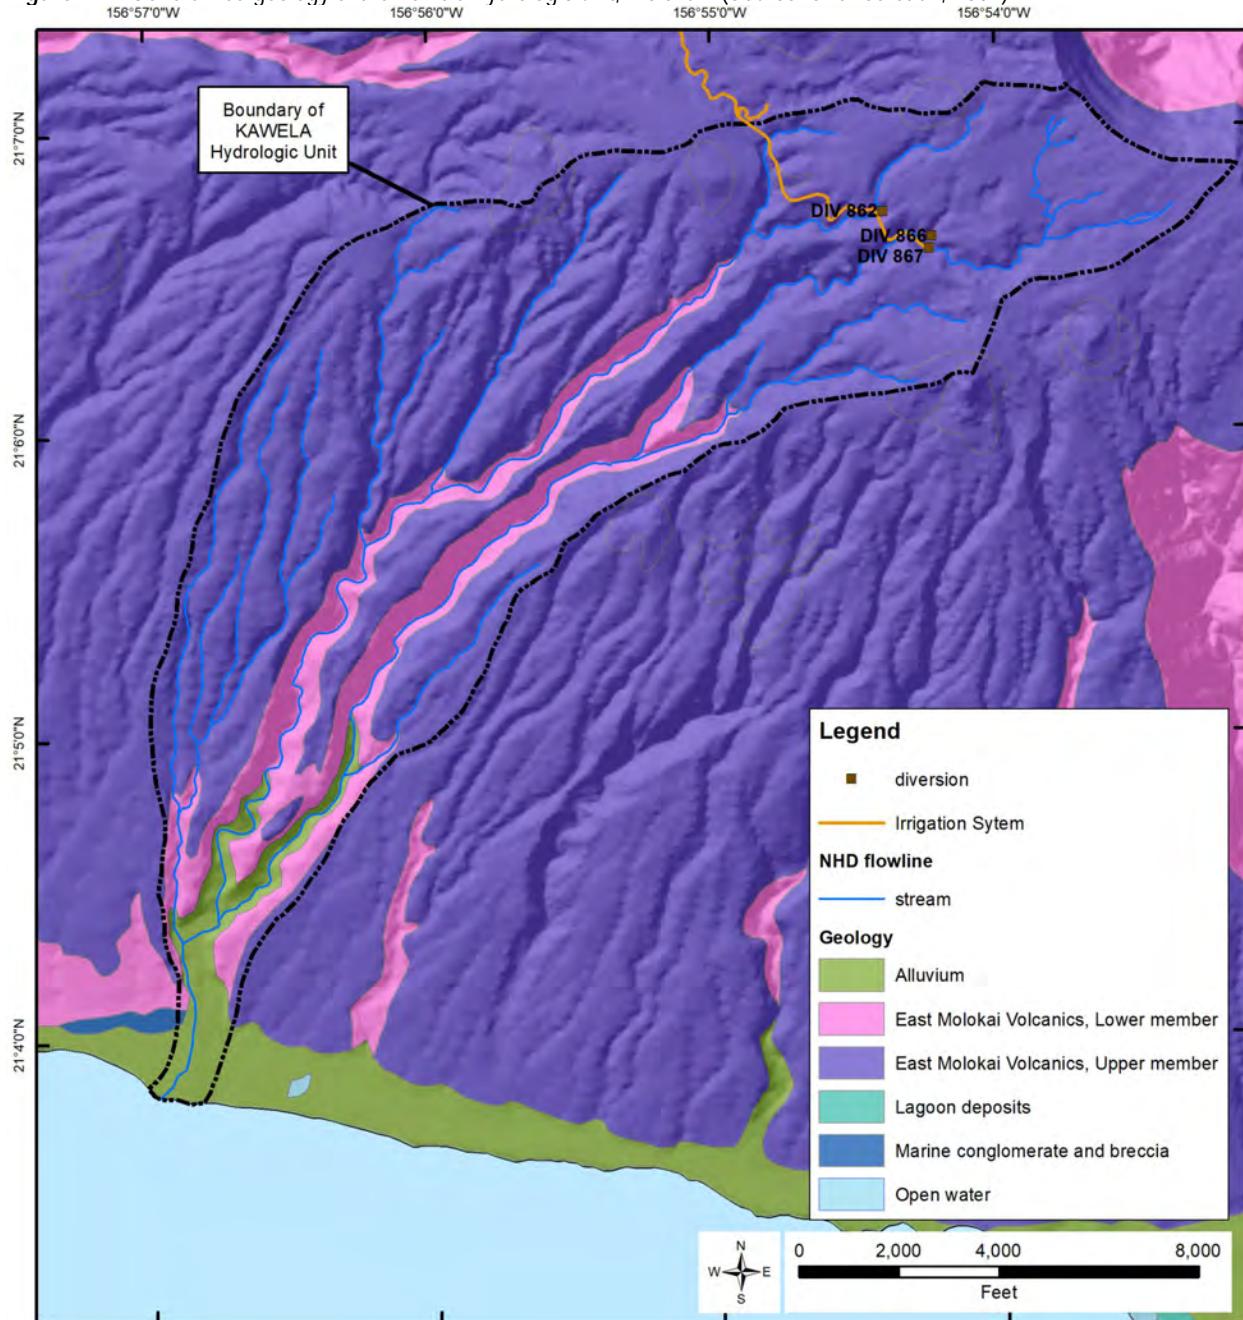 156°57'0"W 156°56'0"W 156°55'0"W 156°54'0"W
21°7'0"N
21°6'0"N
21°5'0"N
21°4'0"N
Boundary of
KAWELA
Hydrologic Unit
DIV 862
DIV 866
DIV 867
Legend
diversion
Irrigation Sytem
NHD flowline
stream
Geology
Alluvium
East Molokai Volcanics, Lower member
East Molokai Volcanics, Upper member
Lagoon deposits
Marine conglomerate and breccia
Open water
N
W E
S
0 2,000 4,000 8,000
Feet